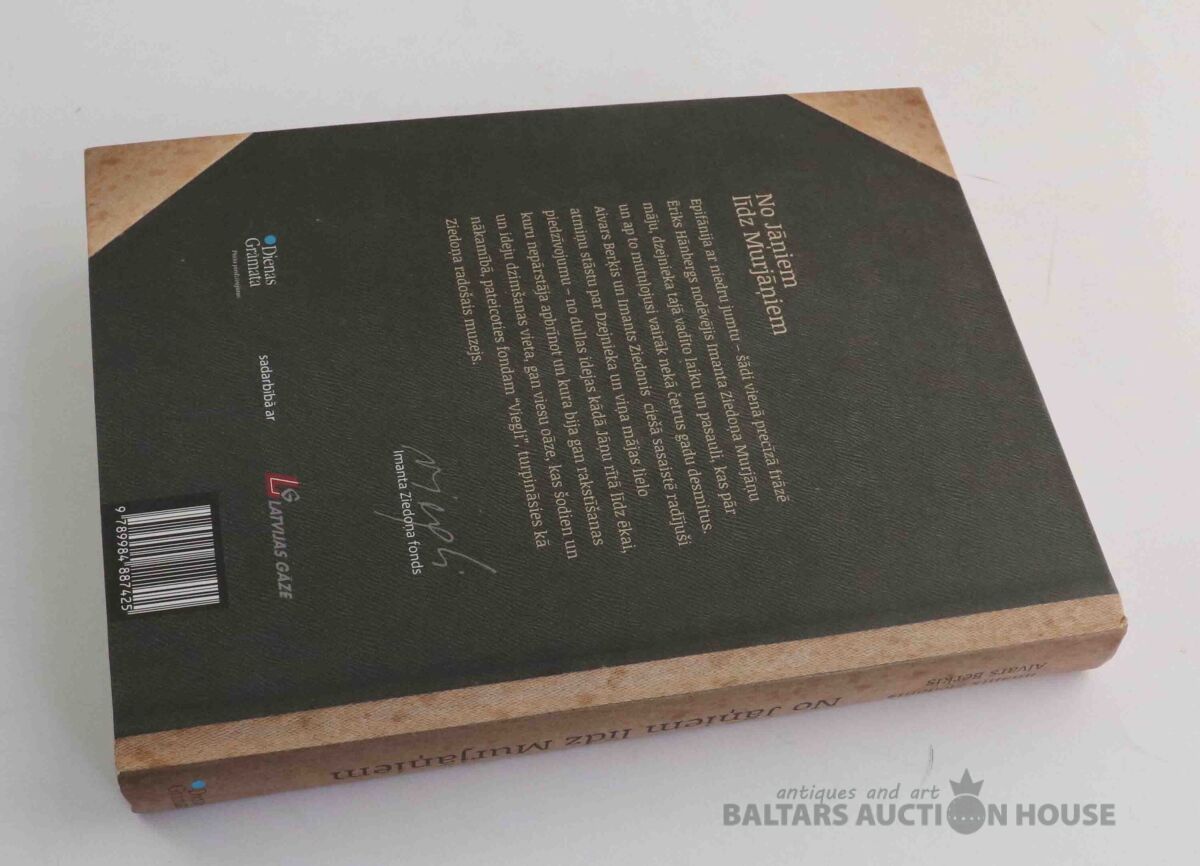 No Jāņiem
līdz Murjāņiem
Epifānija ar niedru jumtu – šādi vienā precīzā frāzē
Ēriks Hānbergs nodēvējis Imanta Ziedoņa Murjāņu
māju, dzejnieka tajā vadīto laiku un pasauli, kas pār
un ap to mutuļojusi vairāk nekā četrus gadu desmitus.
Aivars Berķis un Imants Ziedonis ciešā sasaistē radījuši
atmiņu stāstu par Dzejnieka un viņa mājas lielo
piedzīvojumu – no dullas idejas kādā Jāņu rītā līdz ēkai,
kuru nepārstāja apbrīnot un kura bija gan rakstīšanas
un ideju dzimšanas vieta, gan viesu oāze, kas šodien un
nākamībā, pateicoties fondam “Viegli”, turpināsies kā
Ziedoņa radošais muzejs.
viegli
Imanta Ziedoņa fonds
Dienas
Grāmata
sadarbībā ar
LG
LATVIJAS GĀZE
9 789984 887425
Aivars Berķis
No Jāņiem līdz Murjāņiem
antiques and art
BALTARS AUCTION HOUSE